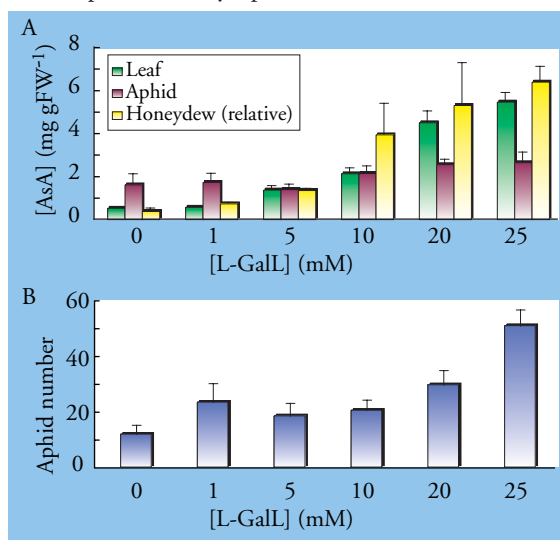 A
[AsA] (mg gFW⁻¹)
8
6
4
2
0
Leaf
Aphid
Honeydew (relative)
0 1 5 10 20 25
[L-GalL] (mM)
B
Aphid number
60
40
20
0
0 1 5 10 20 25
[L-GalL] (mM)